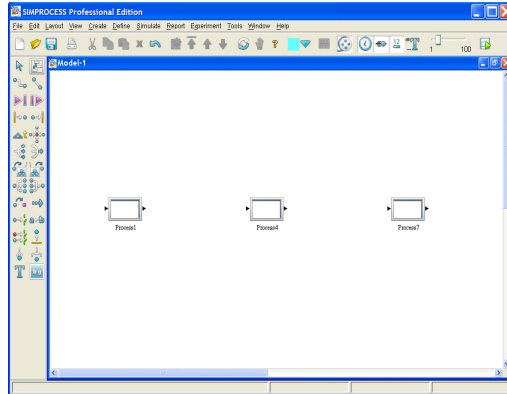 SIMPROCESS Professional Edition
File Edit Layout View Create Define Simulate Report Experiment Tools Window Help
12
1 100
Model-1
T
Process1 Process4 Process7